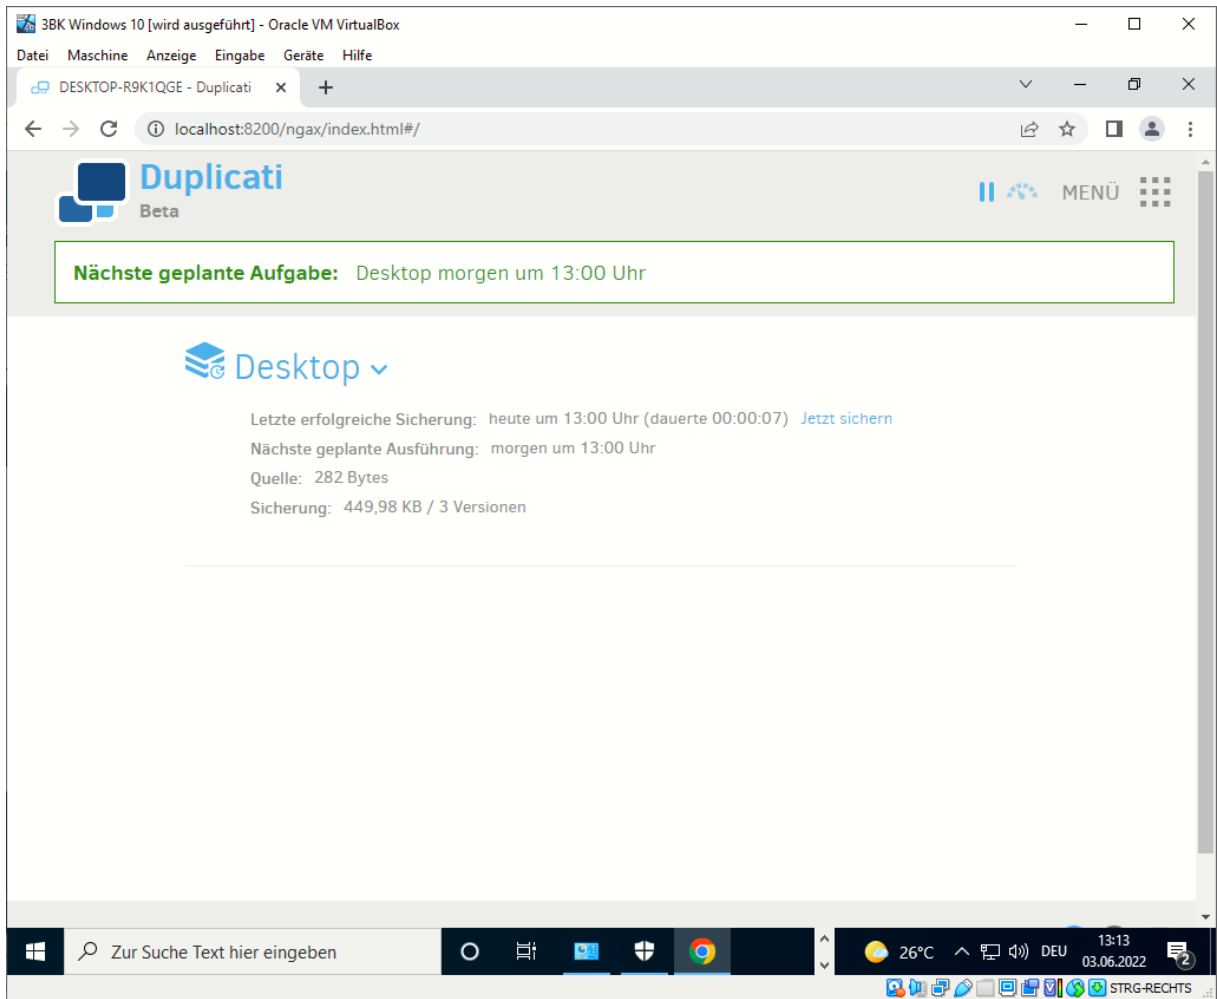 3BK Windows 10 [wird ausgeführt] - Oracle VM VirtualBox
Datei Maschine Anzeige Eingabe Geräte Hilfe
DESKTOP-R9K1QGE - Duplicati
localhost:8200/ngax/index.html#/
Duplicati
Beta
MENÜ
Nächste geplante Aufgabe: Desktop morgen um 13:00 Uhr
Desktop
Letzte erfolgreiche Sicherung: heute um 13:00 Uhr (dauerte 00:00:07) Jetzt sichern
Nächste geplante Ausführung: morgen um 13:00 Uhr
Quelle: 282 Bytes
Sicherung: 449,98 KB / 3 Versionen
Zur Suche Text hier eingeben
26°C
DEU
13:13
03.06.2022
2
STRG-RECHTS